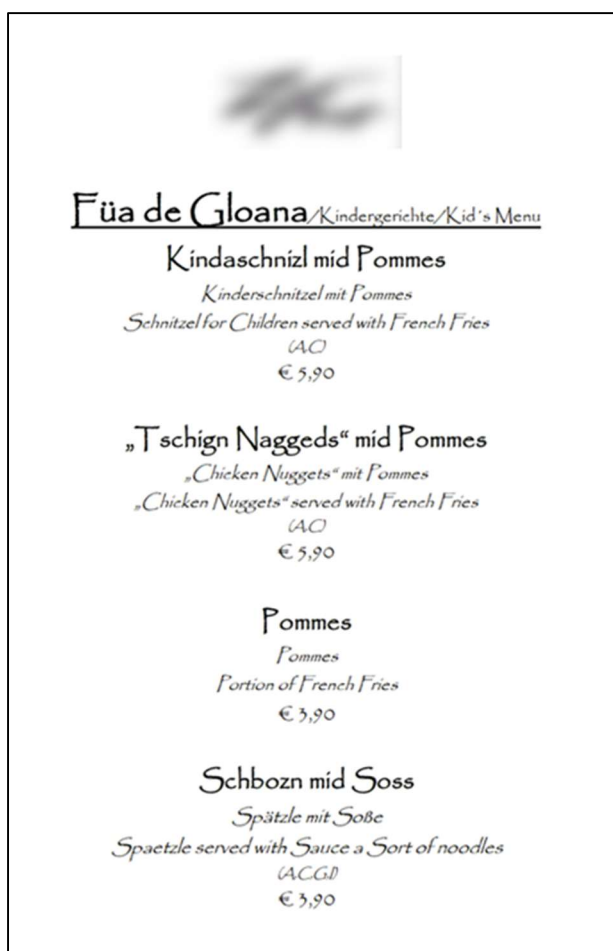 Füa de Gloana/Kindergerichte/Kid´s Menu
Kindaschnizl mid Pommes
Kinderschnitzel mit Pommes
Schnitzel for Children served with French Fries
(A,C)
€ 5,90
„Tschign Naggeds“ mid Pommes
„Chicken Nuggets“ mit Pommes
„Chicken Nuggets“ served with French Fries
(A,C)
€ 5,90
Pommes
Pommes
Portion of French Fries
€ 3,90
Schbozn mid Soss
Spätzle mit Soße
Spaetzle served with Sauce a Sort of noodles
(A,C,G,I)
€ 3,90